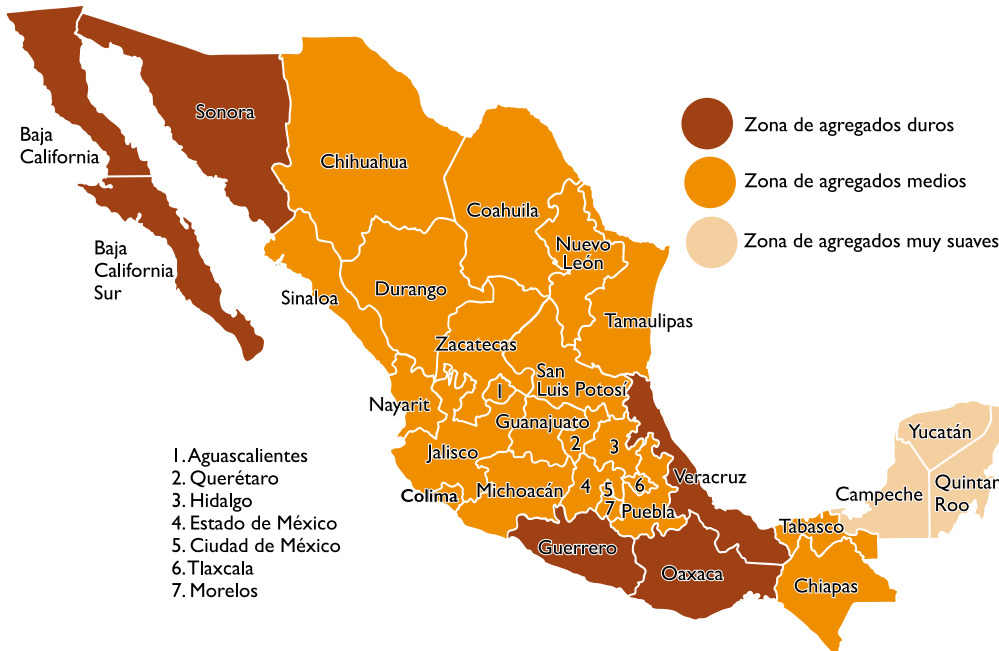 Baja
California
Sonora
Chihuahua
Coahuila
Nuevo
León
Baja
California
Sur
Sinaloa
Durango
Tamaulipas
Zacatecas
San
Luis Potosí
Nayarit
1
Guanajuato
2
3
Jalisco
Colima
Michoacán
4
5
6
7
Puebla
Veracruz
Guerrero
Oaxaca
Tabasco
Chiapas
Campeche
Yucatán
Quintar
Roo
Zona de agregados duros
Zona de agregados medios
Zona de agregados muy suaves
1. Aguascalientes
2. Querétaro
3. Hidalgo
4. Estado de México
5. Ciudad de México
6. Tlaxcala
7. Morelos